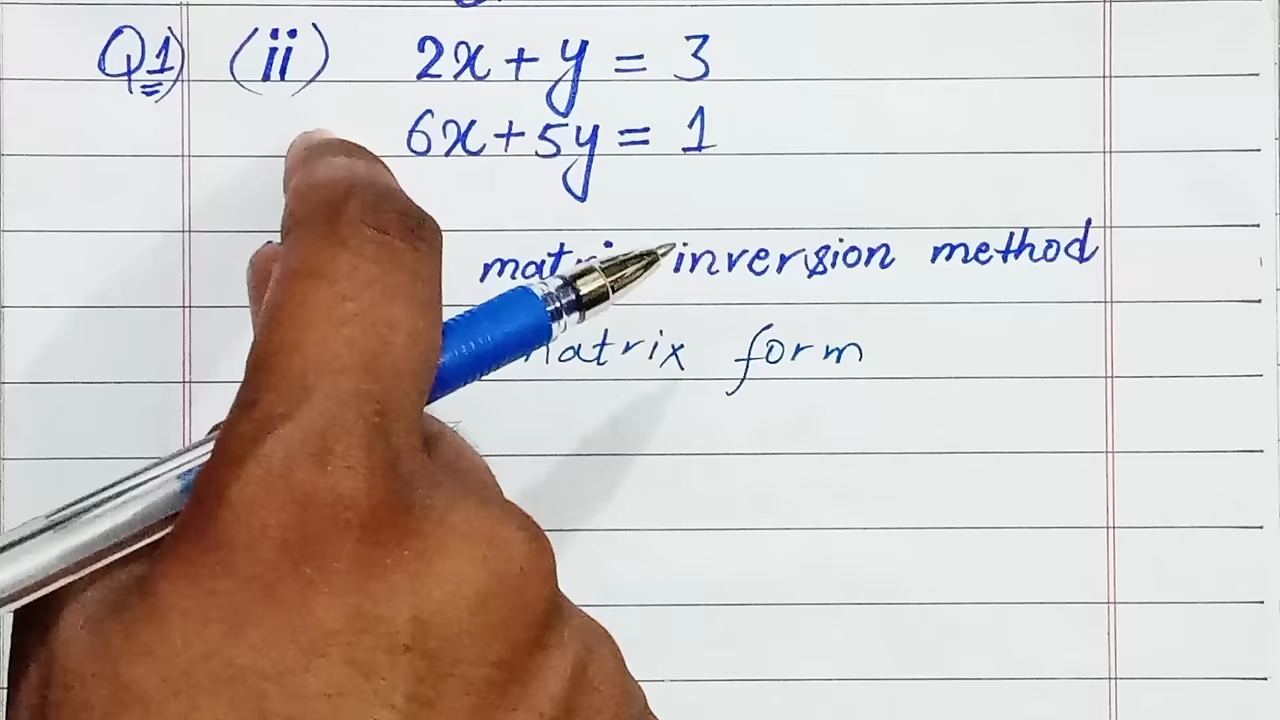 Q1) (ii) 2x + y = 3
6x + 5y = 1
inversion method
form